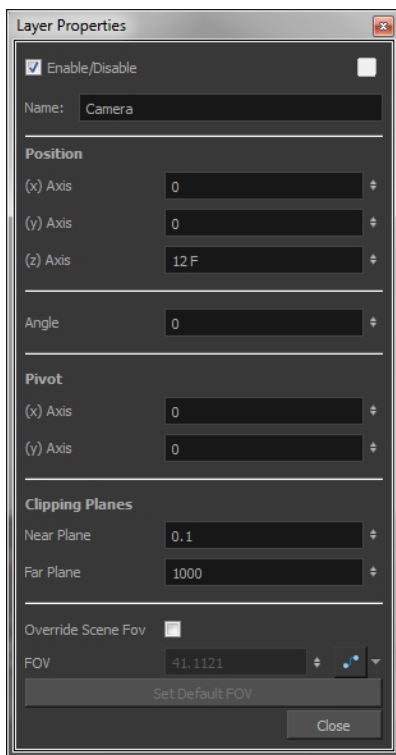 Layer Properties
Enable/Disable
Name: Camera
Position
(x) Axis 0
(y) Axis 0
(z) Axis 12 F
Angle 0
Pivot
(x) Axis 0
(y) Axis 0
Clipping Planes
Near Plane 0.1
Far Plane 1000
Override Scene Fov
FOV 41.1121
Set Default FOV
Close